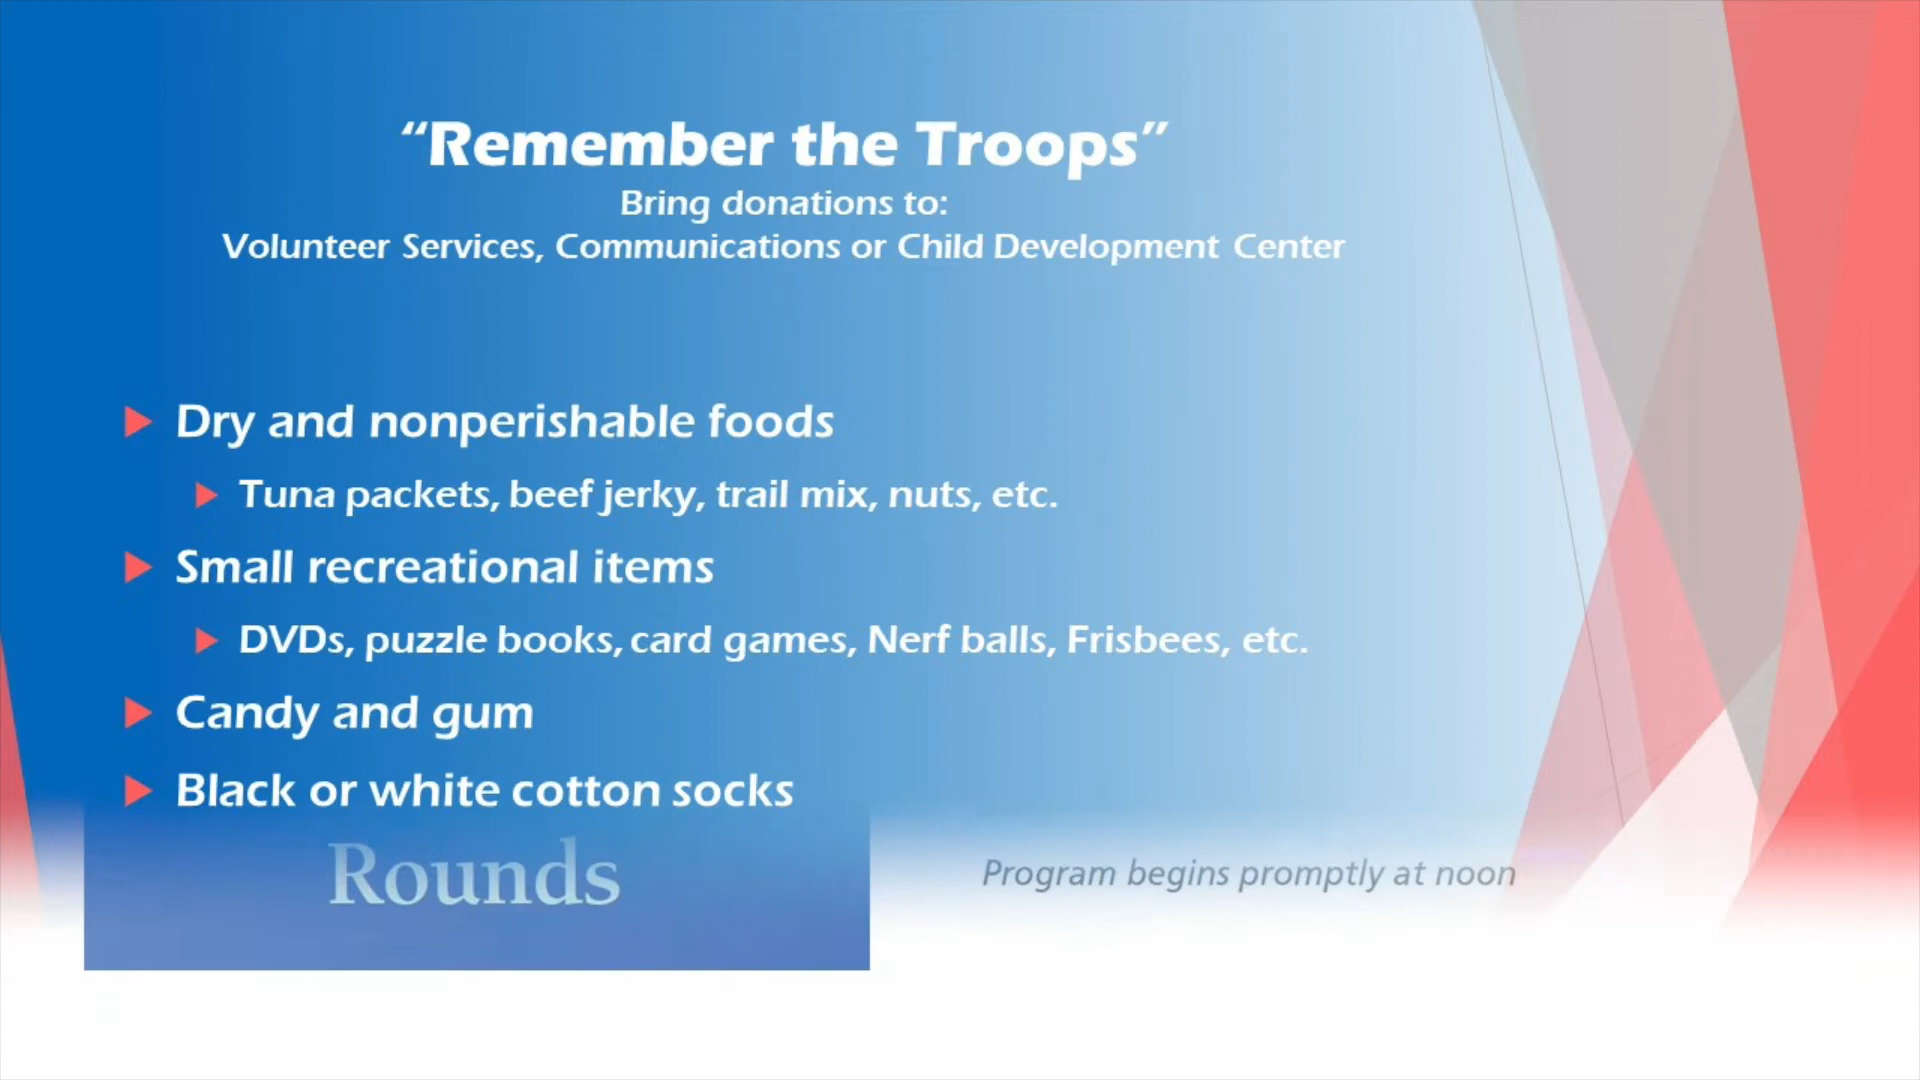 “Remember the Troops”
Bring donations to:
Volunteer Services, Communications or Child Development Center
Dry and nonperishable foods
Tuna packets, beef jerky, trail mix, nuts, etc.
Small recreational items
DVDs, puzzle books, card games, Nerf balls, Frisbees, etc.
Candy and gum
Black or white cotton socks
Rounds
Program begins promptly at noon